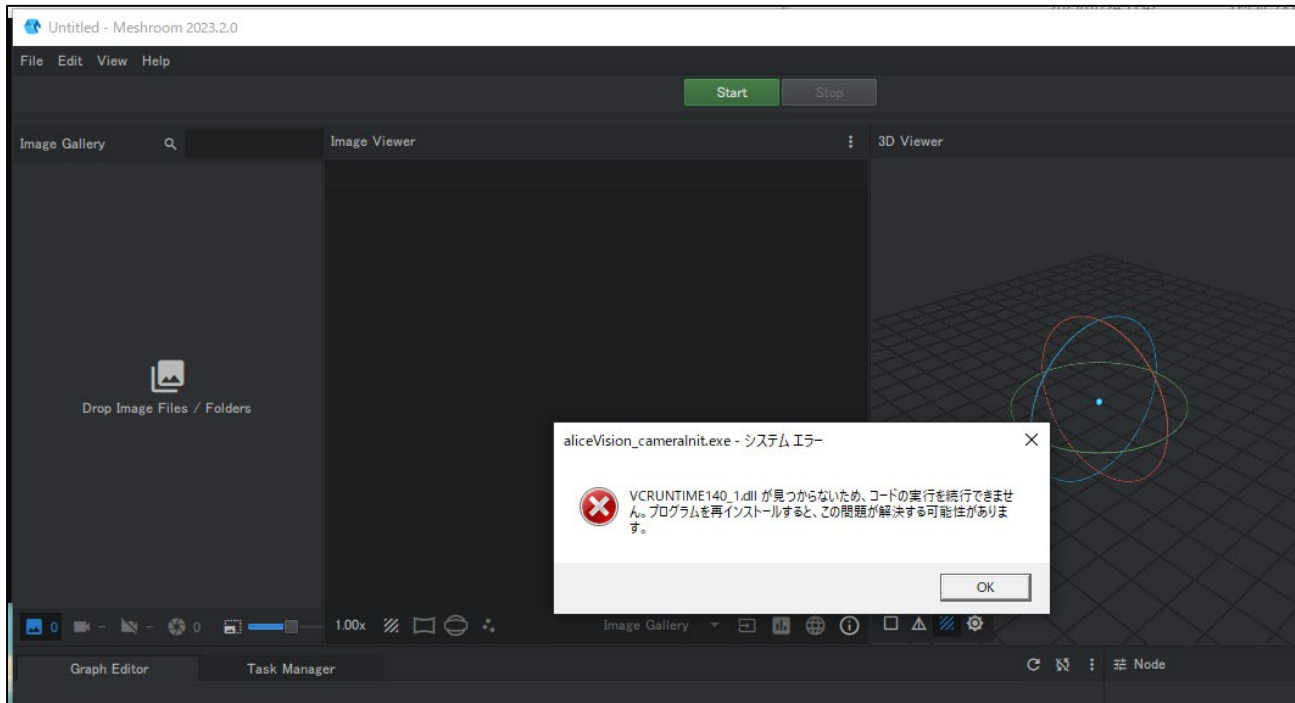 Untitled - Meshroom 2023.2.0
File Edit View Help
Start Stop
Image Gallery
Image Viewer
3D Viewer
Drop Image Files / Folders
aliceVision_cameraInit.exe - システム エラー
VCRUNTIME140_1.dll が見つからないため、コードの実行を続行できませ
ん。プログラムを再インストールすると、この問題が解決する可能性がありま
す。
OK
0 - - 0 1.00x Image Gallery
Graph Editor Task Manager Node